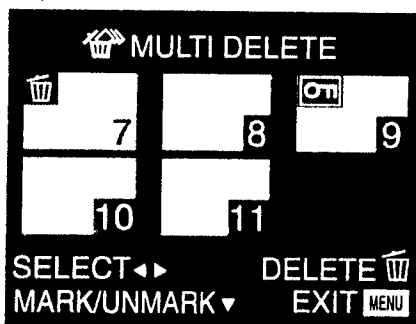 MULTI DELETE
7 8 9
10 11
SELECT DELETE
MARK/UNMARK EXIT MENU